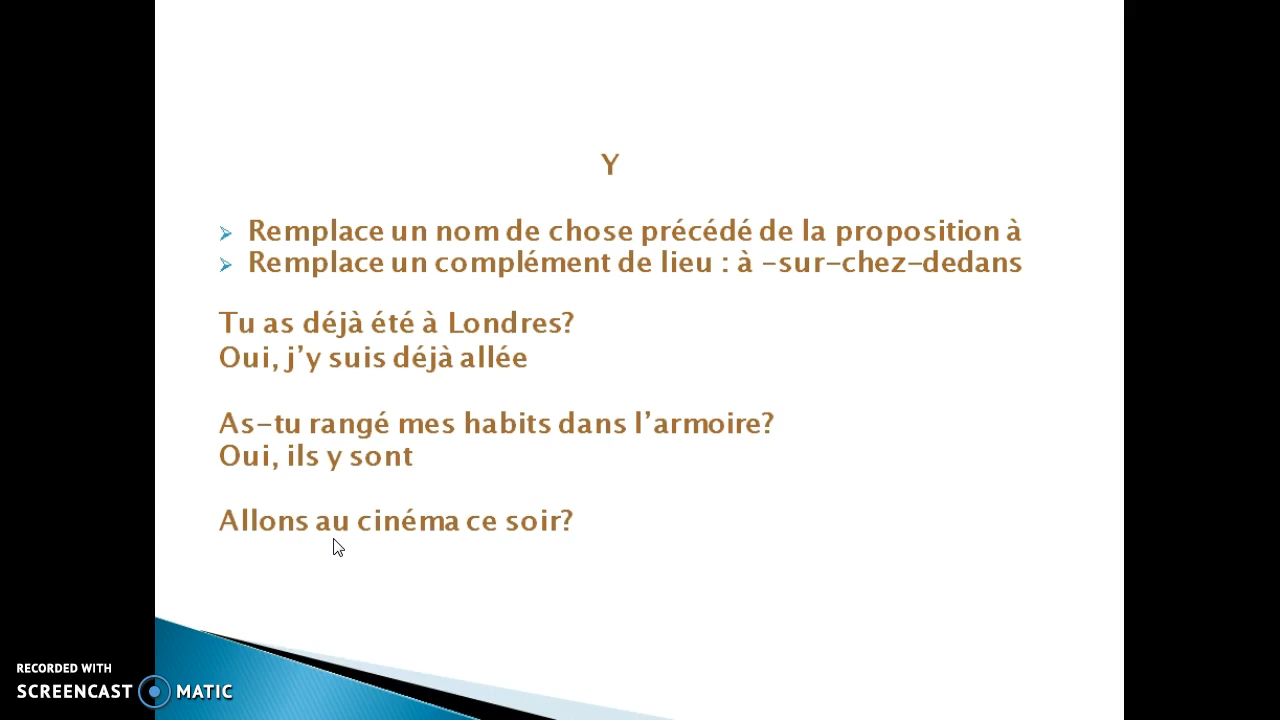 Y
Remplace un nom de chose précédé de la proposition à
Remplace un complément de lieu : à -sur-chez-dedans
Tu as déjà été à Londres?
Oui, j’y suis déjà allée
As-tu rangé mes habits dans l’armoire?
Oui, ils y sont
Allons au cinéma ce soir?
RECORDED WITH
SCREENCAST MATIC